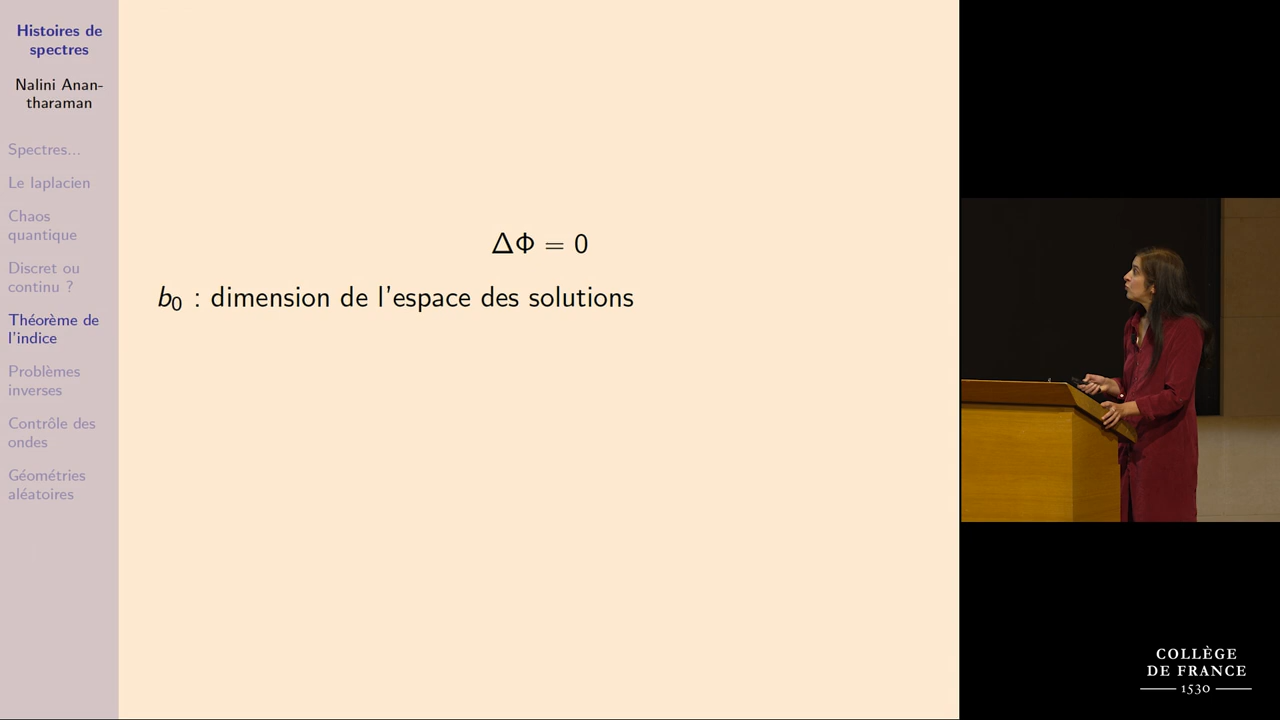 Histoires de
spectres
Nalini Anan-
tharaman
Spectres...
Le laplacien
Chaos
quantique
Discret ou
continu ?
Théorème de
l'indice
Problèmes
inverses
Contrôle des
ondes
Géométries
aléatoires
ΔΦ = 0
b₀ : dimension de l'espace des solutions
COLLÈGE
DE FRANCE
1530